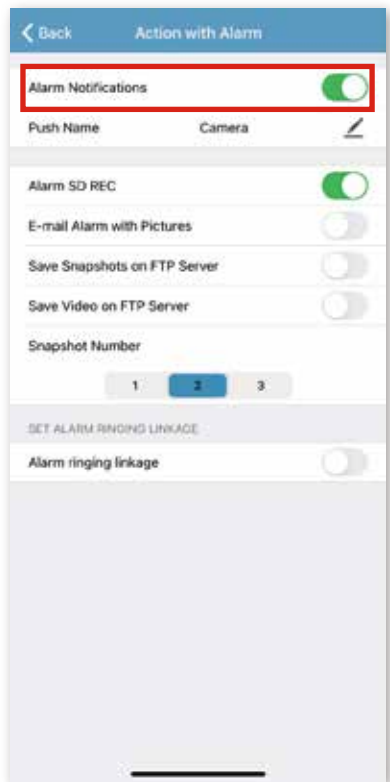 Back Action with Alarm
Alarm Notifications
Push Name Camera
Alarm SD REC
E-mail Alarm with Pictures
Save Snapshots on FTP Server
Save Video on FTP Server
Snapshot Number
1 2 3
SET ALARM RINGING LINKAGE
Alarm ringing linkage